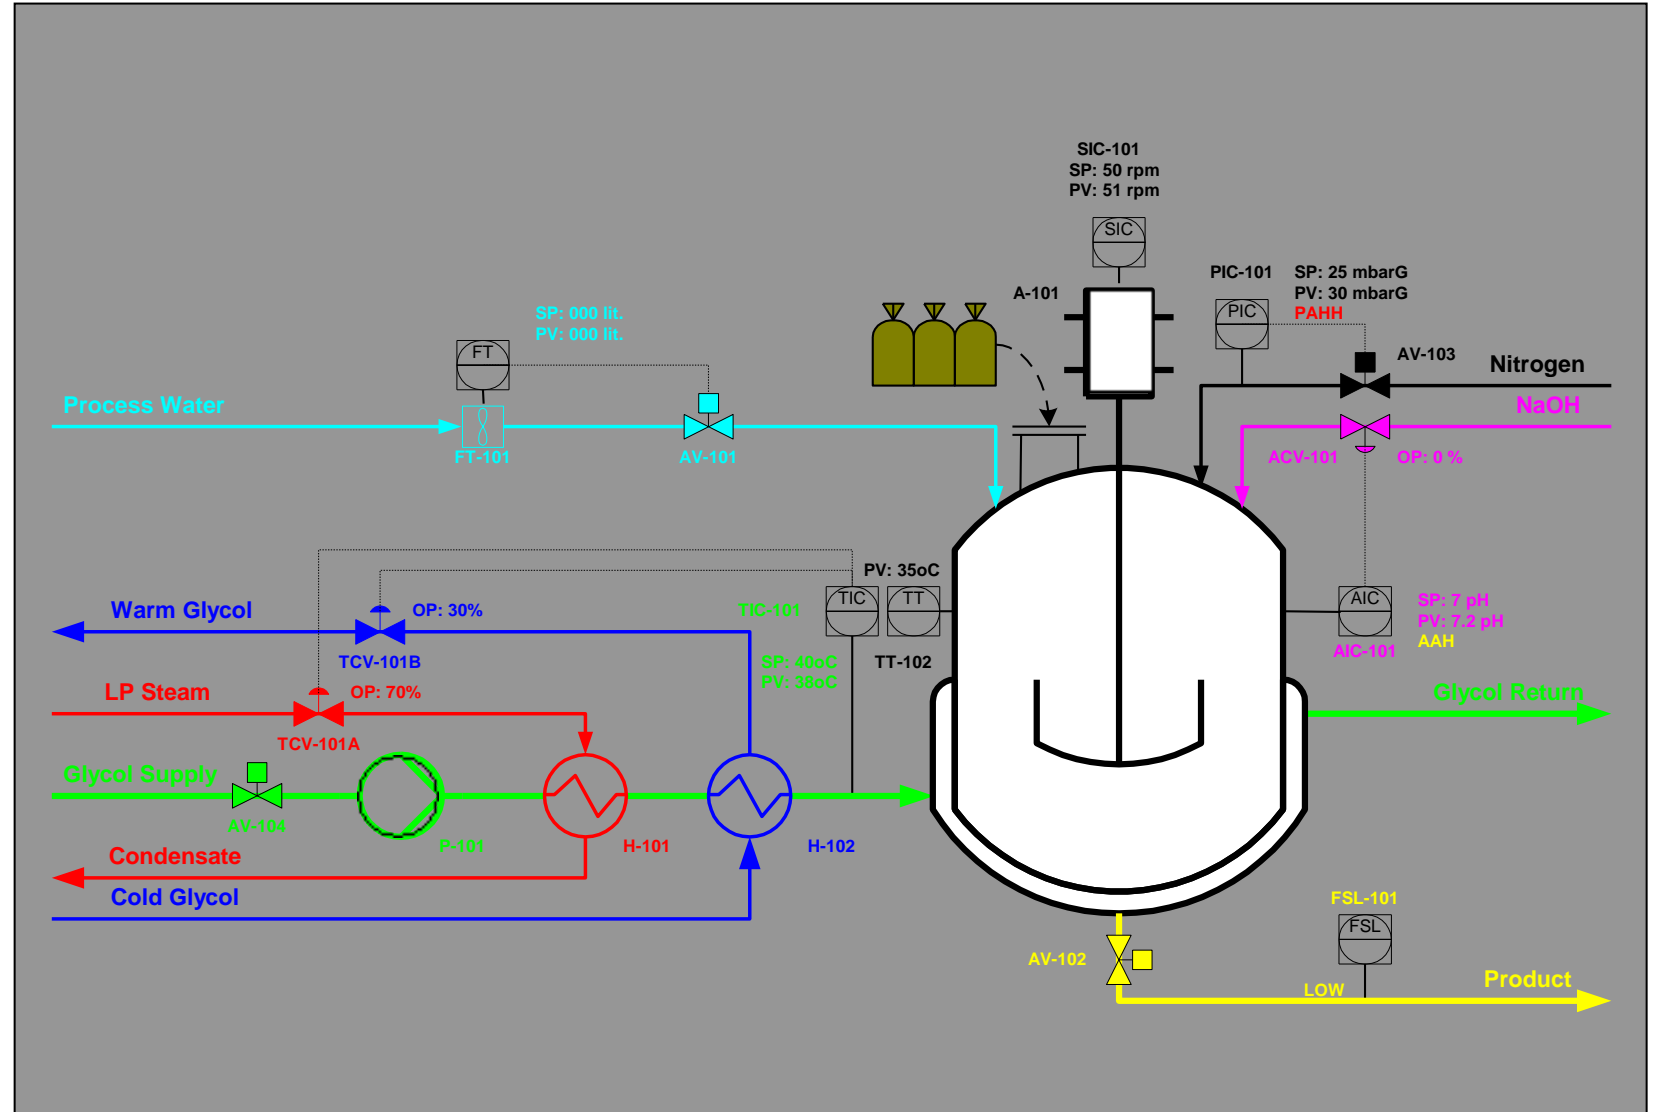 SIC-101
SP: 50 rpm
PV: 51 rpm
SIC
PIC-101
SP: 25 mbarG
PV: 30 mbarG
PAHH
A-101
PIC
SP: 000 lit.
PV: 000 lit.
FT
AV-103
Nitrogen
Process Water
NaOH
FT-101
AV-101
ACV-101
OP: 0 %
PV: 35oC
Warm Glycol
OP: 30%
TIC-101
TIC
TT
AIC
SP: 7 pH
PV: 7.2 pH
AAH
AIC-101
TCV-101B
SP: 40oC
PV: 38oC
TT-102
LP Steam
OP: 70%
Glycol Return
TCV-101A
Glycol Supply
AV-104
P-101
H-101
H-102
Condensate
Cold Glycol
FSL-101
FSL
AV-102
LOW
Product